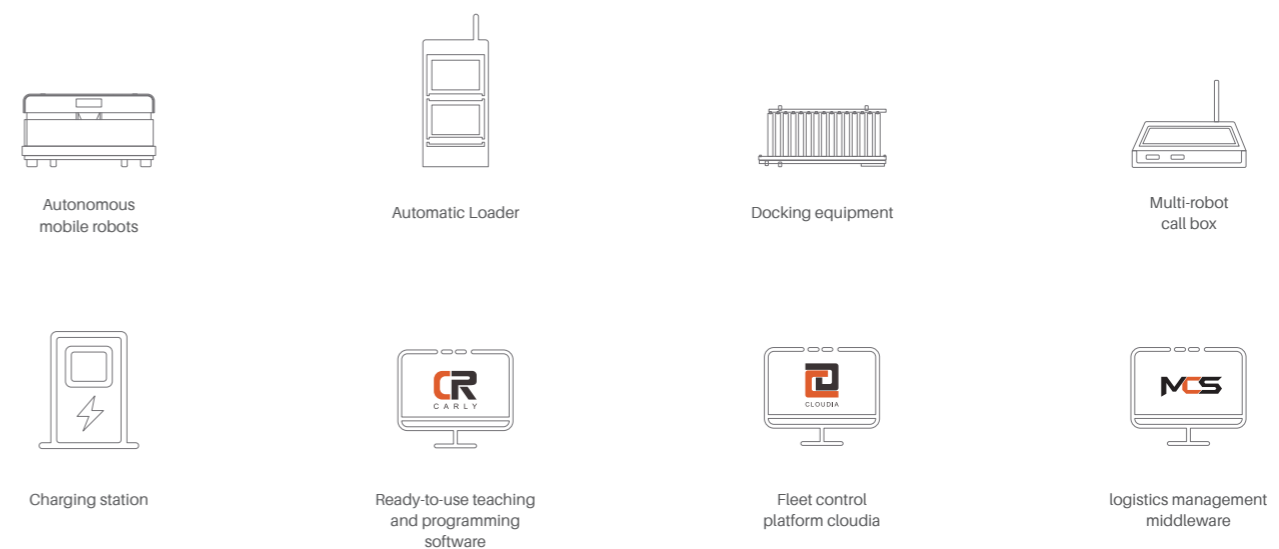 Autonomous
mobile robots
Automatic Loader
Docking equipment
Multi-robot
call box
CR
CARLY
CLOUDIA
MCS
Charging station
Ready-to-use teaching
and programming
software
Fleet control
platform cloudia
logistics management
middleware